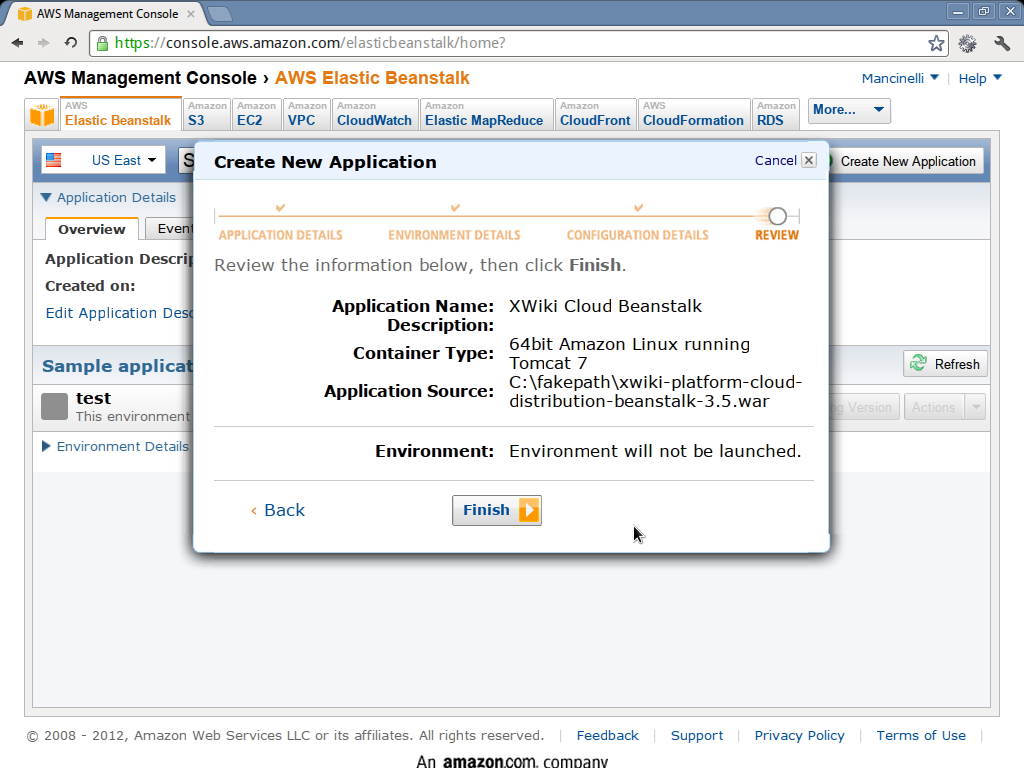 AWS Management Console
https://console.aws.amazon.com/elasticbeanstalk/home?
AWS Management Console › AWS Elastic Beanstalk
Mancinelli | Help
AWS Elastic Beanstalk
Amazon S3
Amazon EC2
Amazon VPC
Amazon CloudWatch
Amazon Elastic MapReduce
Amazon CloudFront
AWS CloudFormation
Amazon RDS
More...
US East
S
Create New Application
Application Details
Overview
Even
Application Descrip
Created on:
Edit Application Desc
Sample applicat
Refresh
test
This environment
ng Version
Actions
Environment Details
Create New Application
Cancel
APPLICATION DETAILS
ENVIRONMENT DETAILS
CONFIGURATION DETAILS
REVIEW
Review the information below, then click Finish.
Application Name: XWiki Cloud Beanstalk
Description:
Container Type: 64bit Amazon Linux running
Tomcat 7
Application Source: C:\fakepath\xwiki-platform-cloud-
distribution-beanstalk-3.5.war
Environment: Environment will not be launched.
‹ Back
Finish
© 2008 - 2012, Amazon Web Services LLC or its affiliates. All rights reserved. | Feedback | Support | Privacy Policy | Terms of Use |
An amazon.com. company